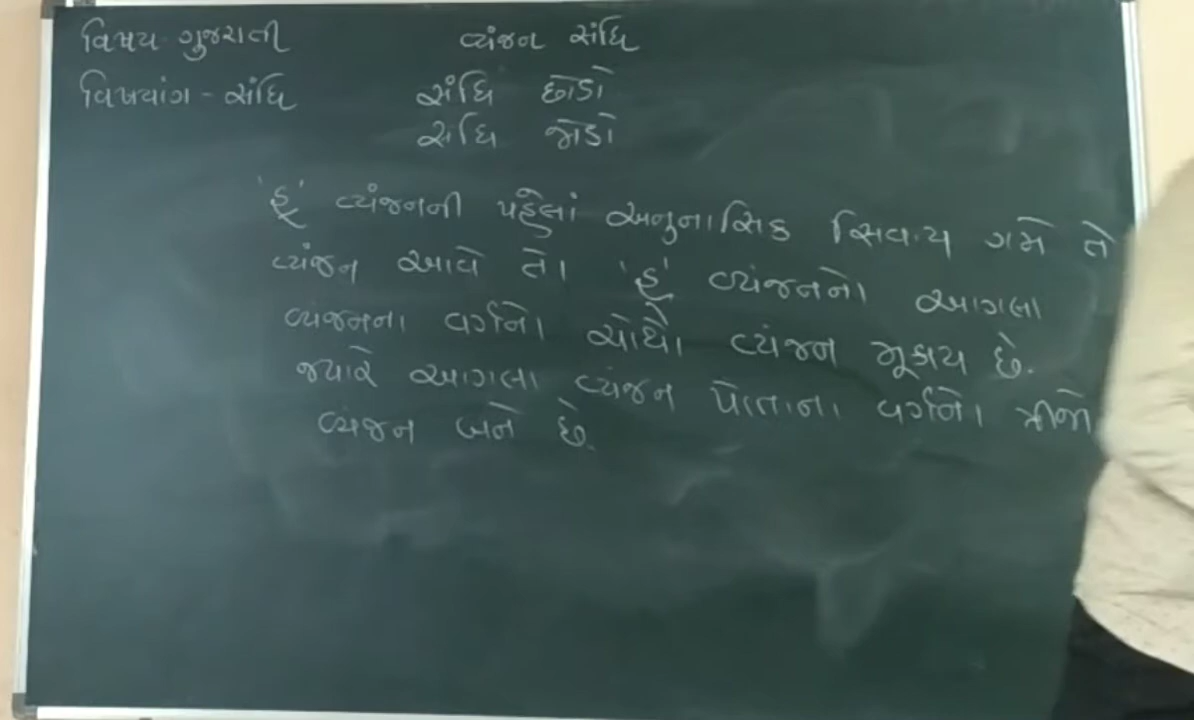 વિષય ગુજરાતી
વ્યંજન સંધિ
વિષયાંગ - સંધિ
સંધિ છોડો
સંધિ જોડો
'હ્' વ્યંજનની પહેલાં અનુનાસિક સિવાય ગમે તે
વ્યંજન આવે તો 'હ્' વ્યંજનનો આગલા
વ્યંજનના વર્ગનો ચોથો વ્યંજન મૂકાય છે.
જ્યારે આગલા વ્યંજન પોતાના વર્ગનો ત્રીજો
વ્યંજન બને છે.